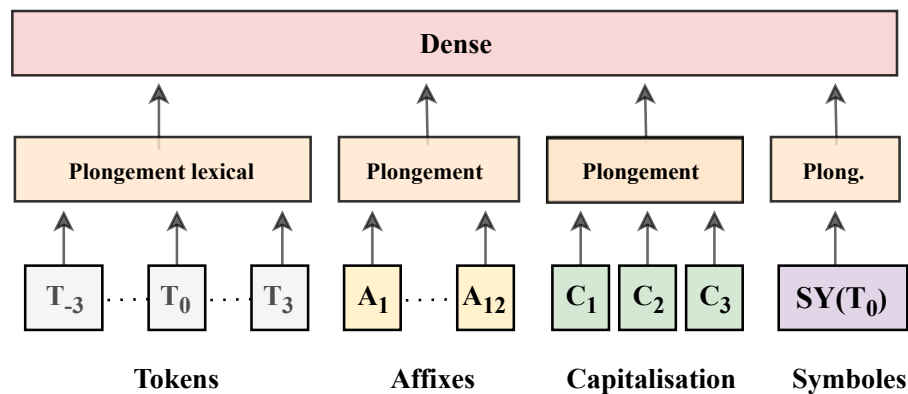 Dense
Plongement lexical Plongement Plongement Plong.
T-3 . . . . . T0 . . . . . T3 A1 . . . . A12 C1 C2 C3 SY(T0)
Tokens Affixes Capitalisation Symboles